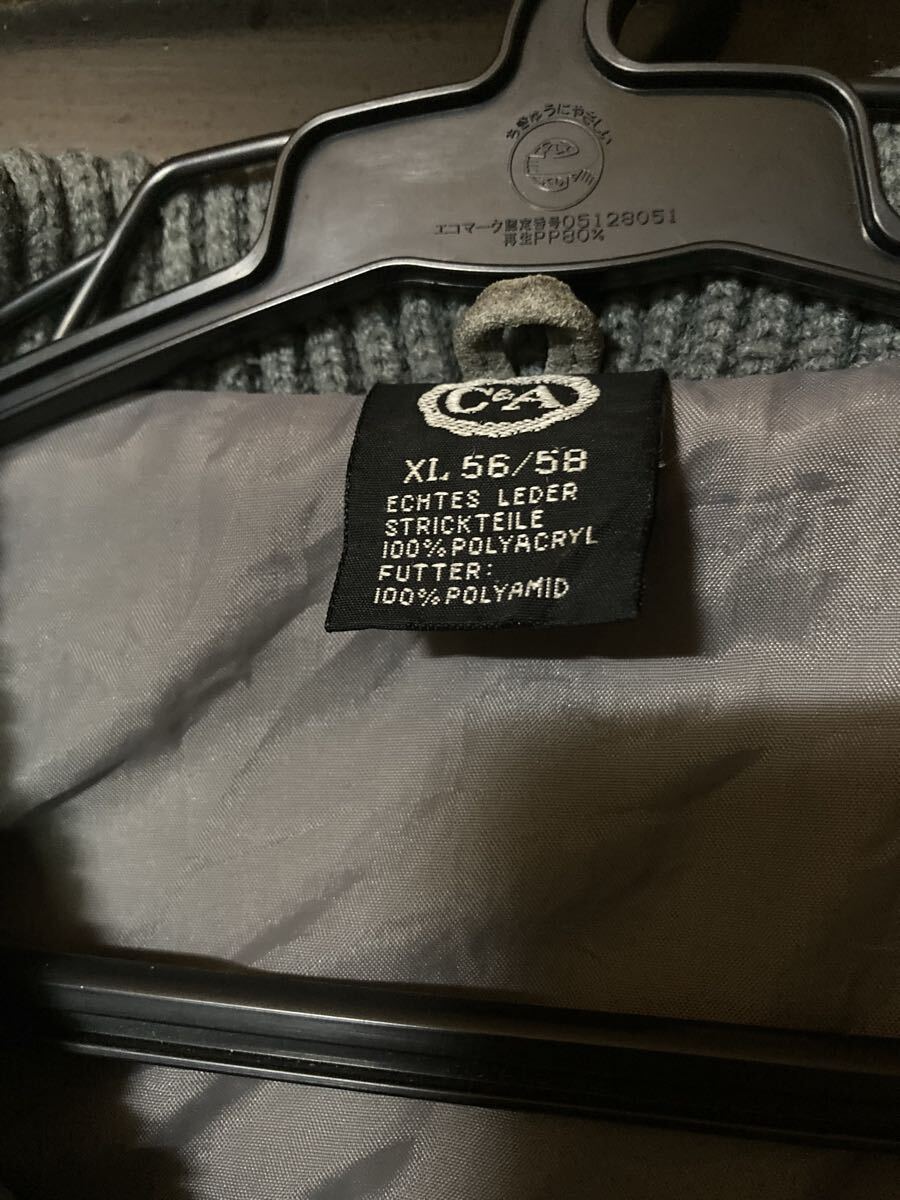 ちきゅうにやさしい
エコマーク認定番号05128051
再生PP80%
C&A
XL 56/58
ECHTES LEDER
STRICKTEILE
100% POLYACRYL
FUTTER:
100% POLYAMID